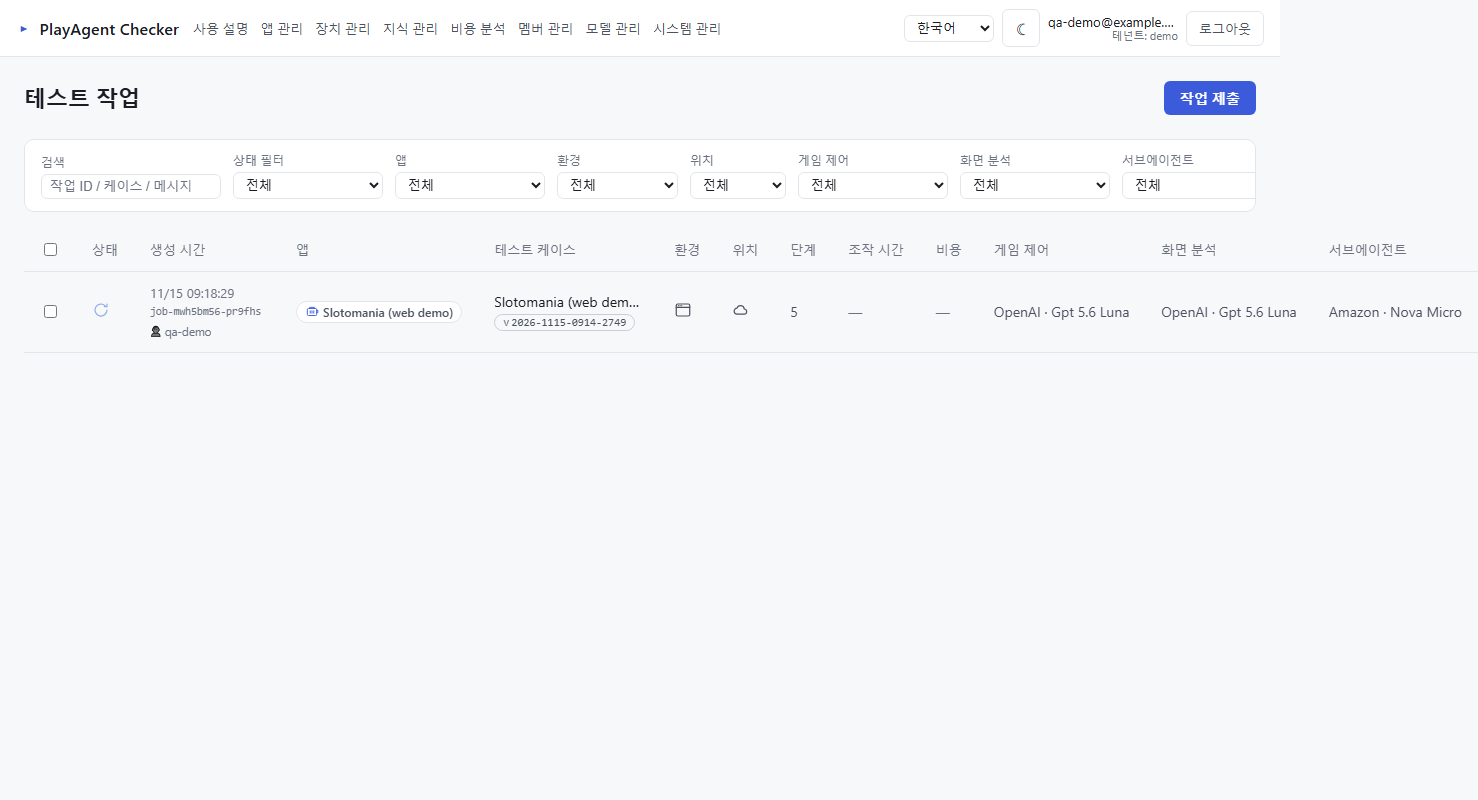 PlayAgent Checker 사용 설명 앱 관리 장치 관리 지식 관리 비용 분석 멤버 관리 모델 관리 시스템 관리 한국어 qa-demo@example.... 로그아웃
테넌트: demo
테스트 작업 작업 제출
검색 상태 필터 앱 환경 위치 게임 제어 화면 분석 서브에이전트
작업 ID / 케이스 / 메시지 전체 전체 전체 전체 전체 전체 전체
상태 생성 시간 앱 테스트 케이스 환경 위치 단계 조작 시간 비용 게임 제어 화면 분석 서브에이전트
11/15 09:18:29
job-mwh5bm56-pr9fhs
qa-demo
Slotomania (web demo)
Slotomania (web dem...
v 2026-1115-0914-2749
5 — — OpenAI · Gpt 5.6 Luna OpenAI · Gpt 5.6 Luna Amazon · Nova Micro